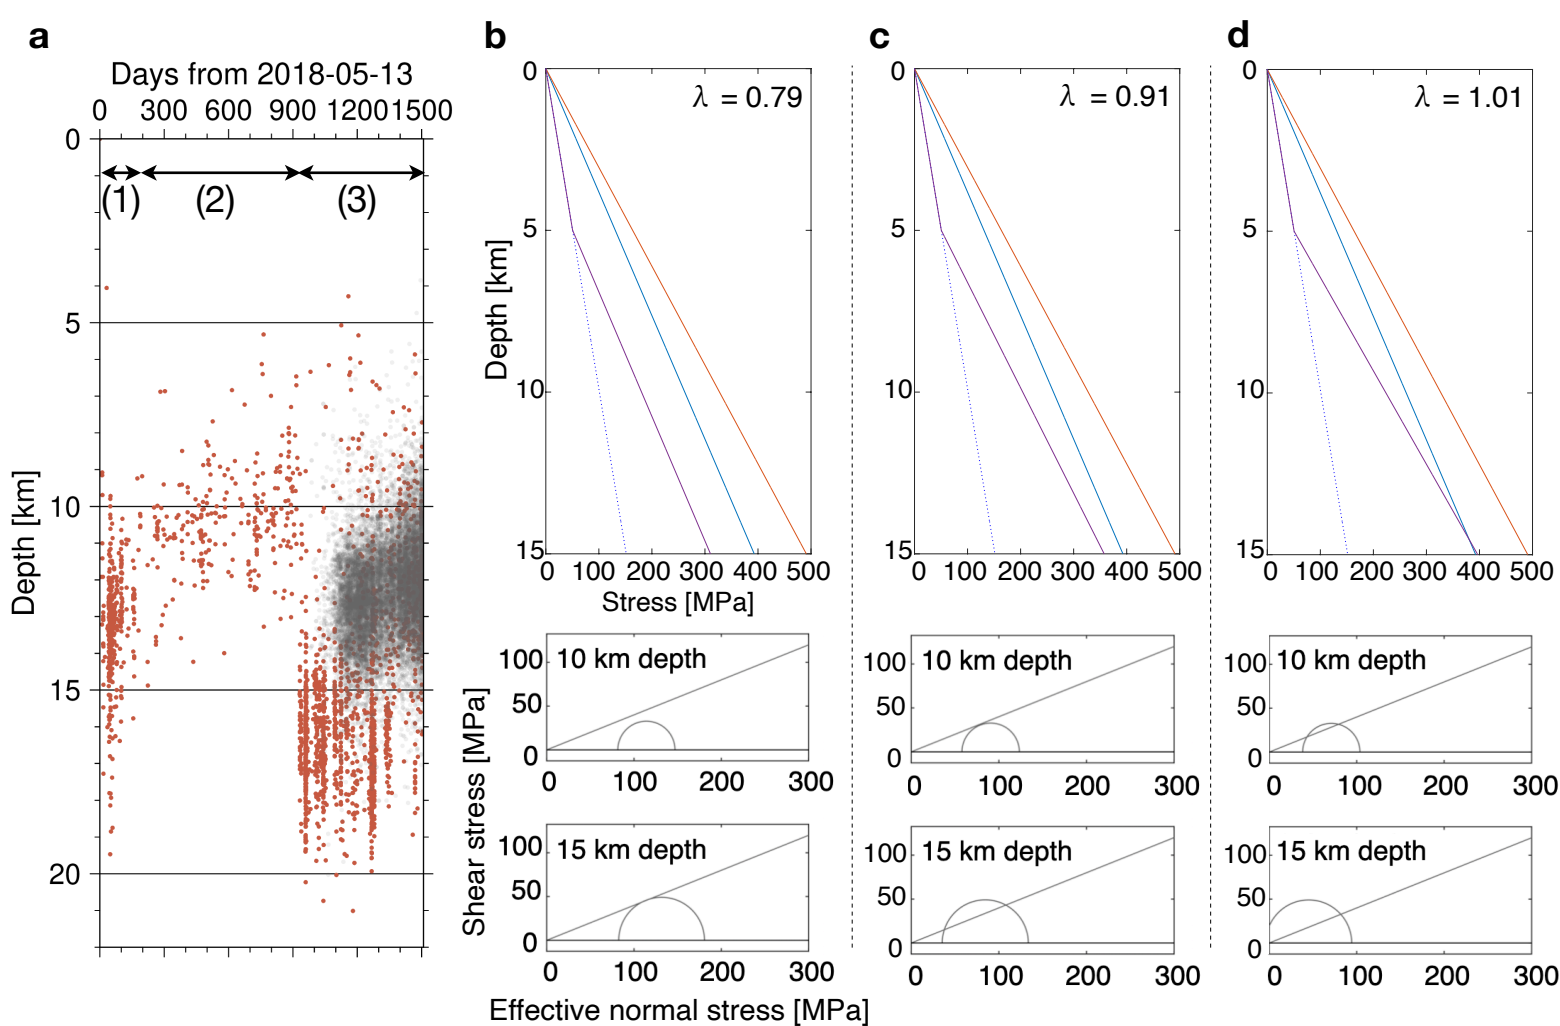 a
Days from 2018-05-13
0 300 600 900 1200 1500
(1) (2) (3)
0
5
10
15
20
Depth [km]
b
λ = 0.79
0
5
10
15
Depth [km]
0 100 200 300 400 500
Stress [MPa]
10 km depth
100
50
0
0 100 200 300
15 km depth
100
50
0
0 100 200 300
Shear stress [MPa]
Effective normal stress [MPa]
c
λ = 0.91
0
5
10
15
0 100 200 300 400 500
10 km depth
100
50
0
0 100 200 300
15 km depth
100
50
0
0 100 200 300
d
λ = 1.01
0
5
10
15
0 100 200 300 400 500
10 km depth
100
50
0
0 100 200 300
15 km depth
100
50
0
0 100 200 300